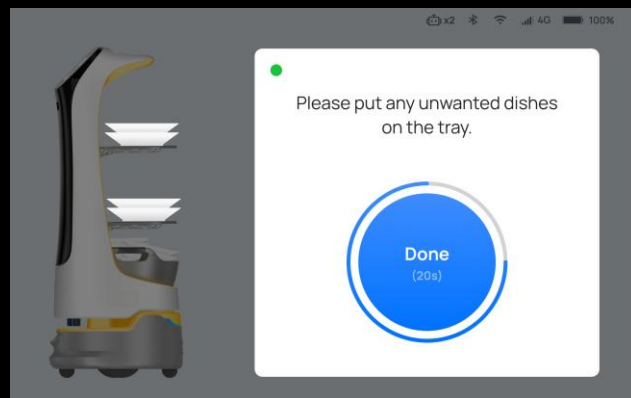 x2 4G 100%
Please put any unwanted dishes
on the tray.
Done
(20s)